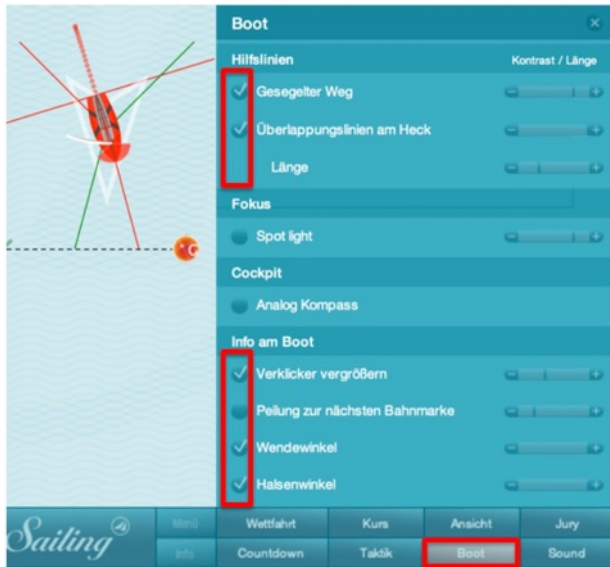 Boot
Hilfslinien Kontrast / Länge
Gesegelter Weg
Überlappungslinien am Heck
Länge
Fokus
Spot light
Cockpit
Analog Kompass
Info am Boot
Verklicker vergrößern
Peilung zur nächsten Bahnmarke
Wendewinkel
Halsenwinkel
Sailing
Menü Wettfahrt Kurs Ansicht Jury
Info Countdown Taktik Boot Sound